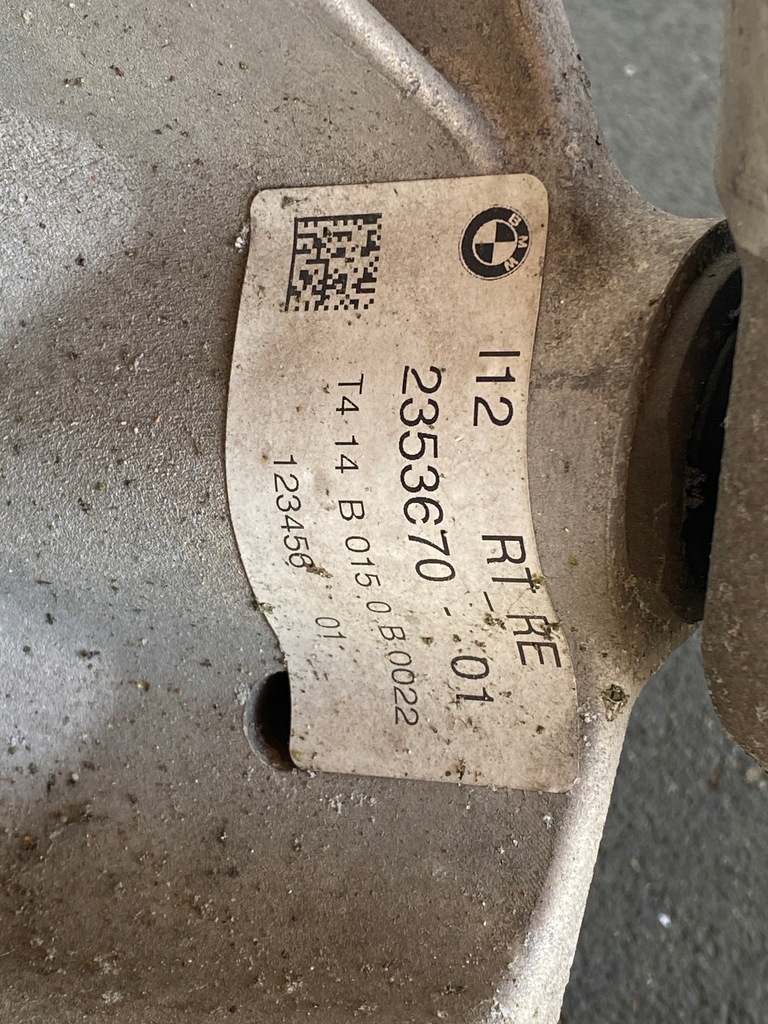 BMW
I12 RT_RE
2353670-01
T4 14 B 015.0 B 0022
123456 01